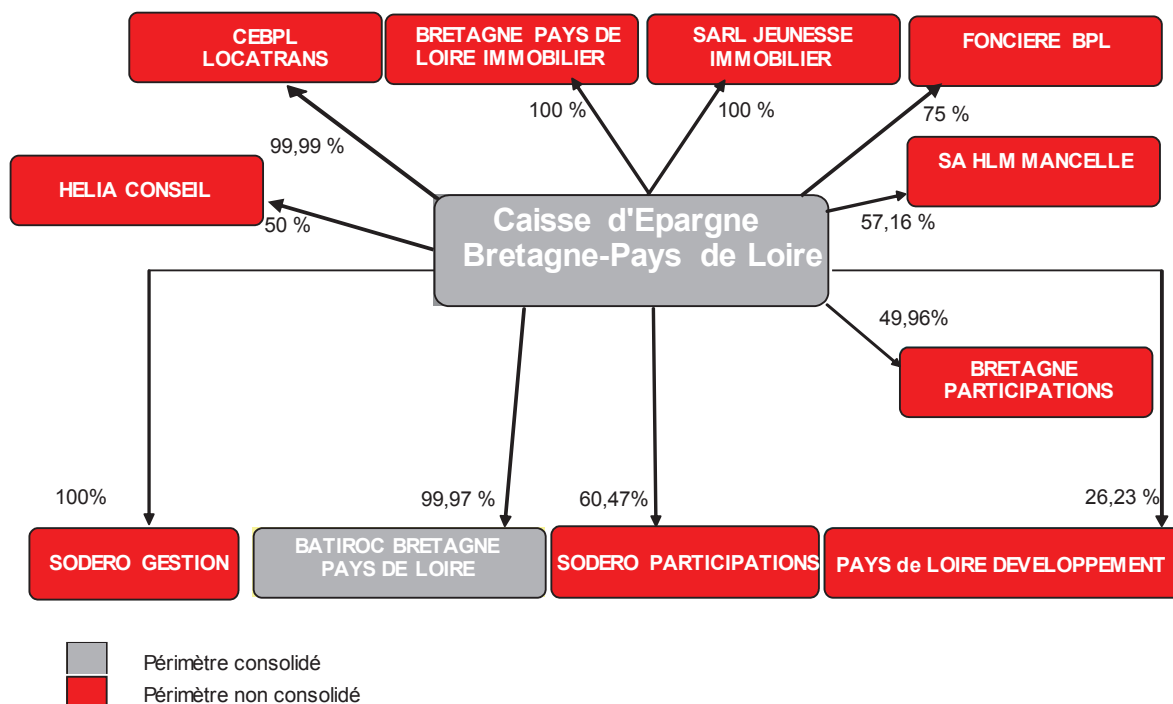 CEBPL
LOCATRANS
BRETAGNE PAYS DE
LOIRE IMMOBILIER
SARL JEUNESSE
IMMOBILIER
FONCIERE BPL
99,99 %
100 %
100 %
75 %
HELIA CONSEIL
50 %
SA HLM MANCELLE
57,16 %
Caisse d'Epargne
Bretagne-Pays de Loire
49,96%
BRETAGNE
PARTICIPATIONS
100%
99,97 %
60,47%
26,23 %
SODERO GESTION
BATIROC BRETAGNE
PAYS DE LOIRE
SODERO PARTICIPATIONS
PAYS de LOIRE DEVELOPPEMENT
Périmètre consolidé
Périmètre non consolidé